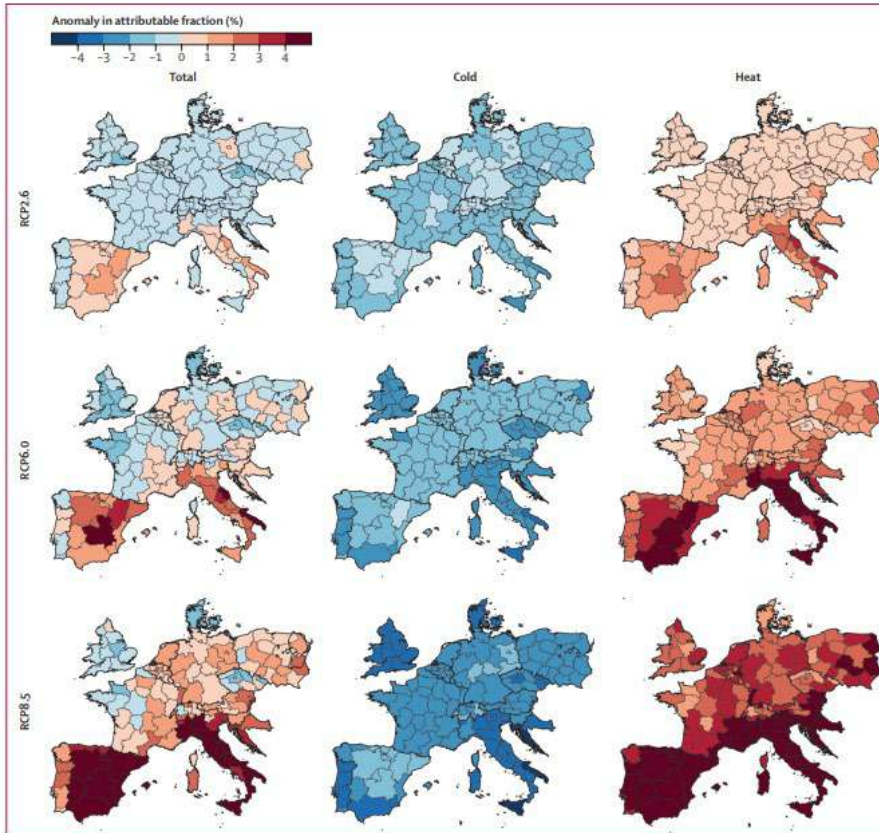 Anomaly in attributable fraction (%)
−4 −3 −2 −1 0 1 2 3 4
Total Cold Heat
RCP2.6
RCP6.0
RCP8.5